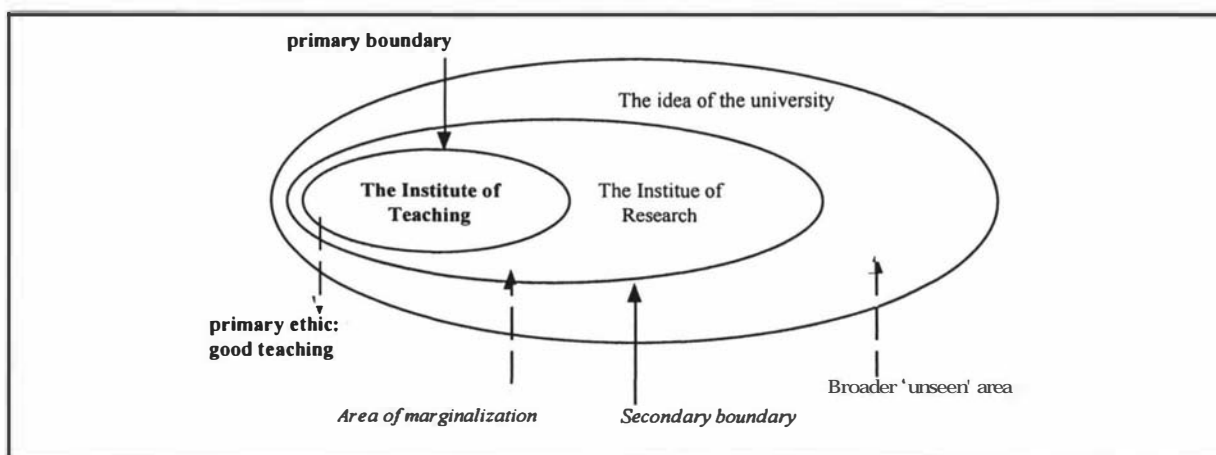 primary boundary
The idea of the university
The Institute of
Teaching
The Institue of
Research
primary ethic:
good teaching
Broader 'unseen' area
Area of marginalization
Secondary boundary